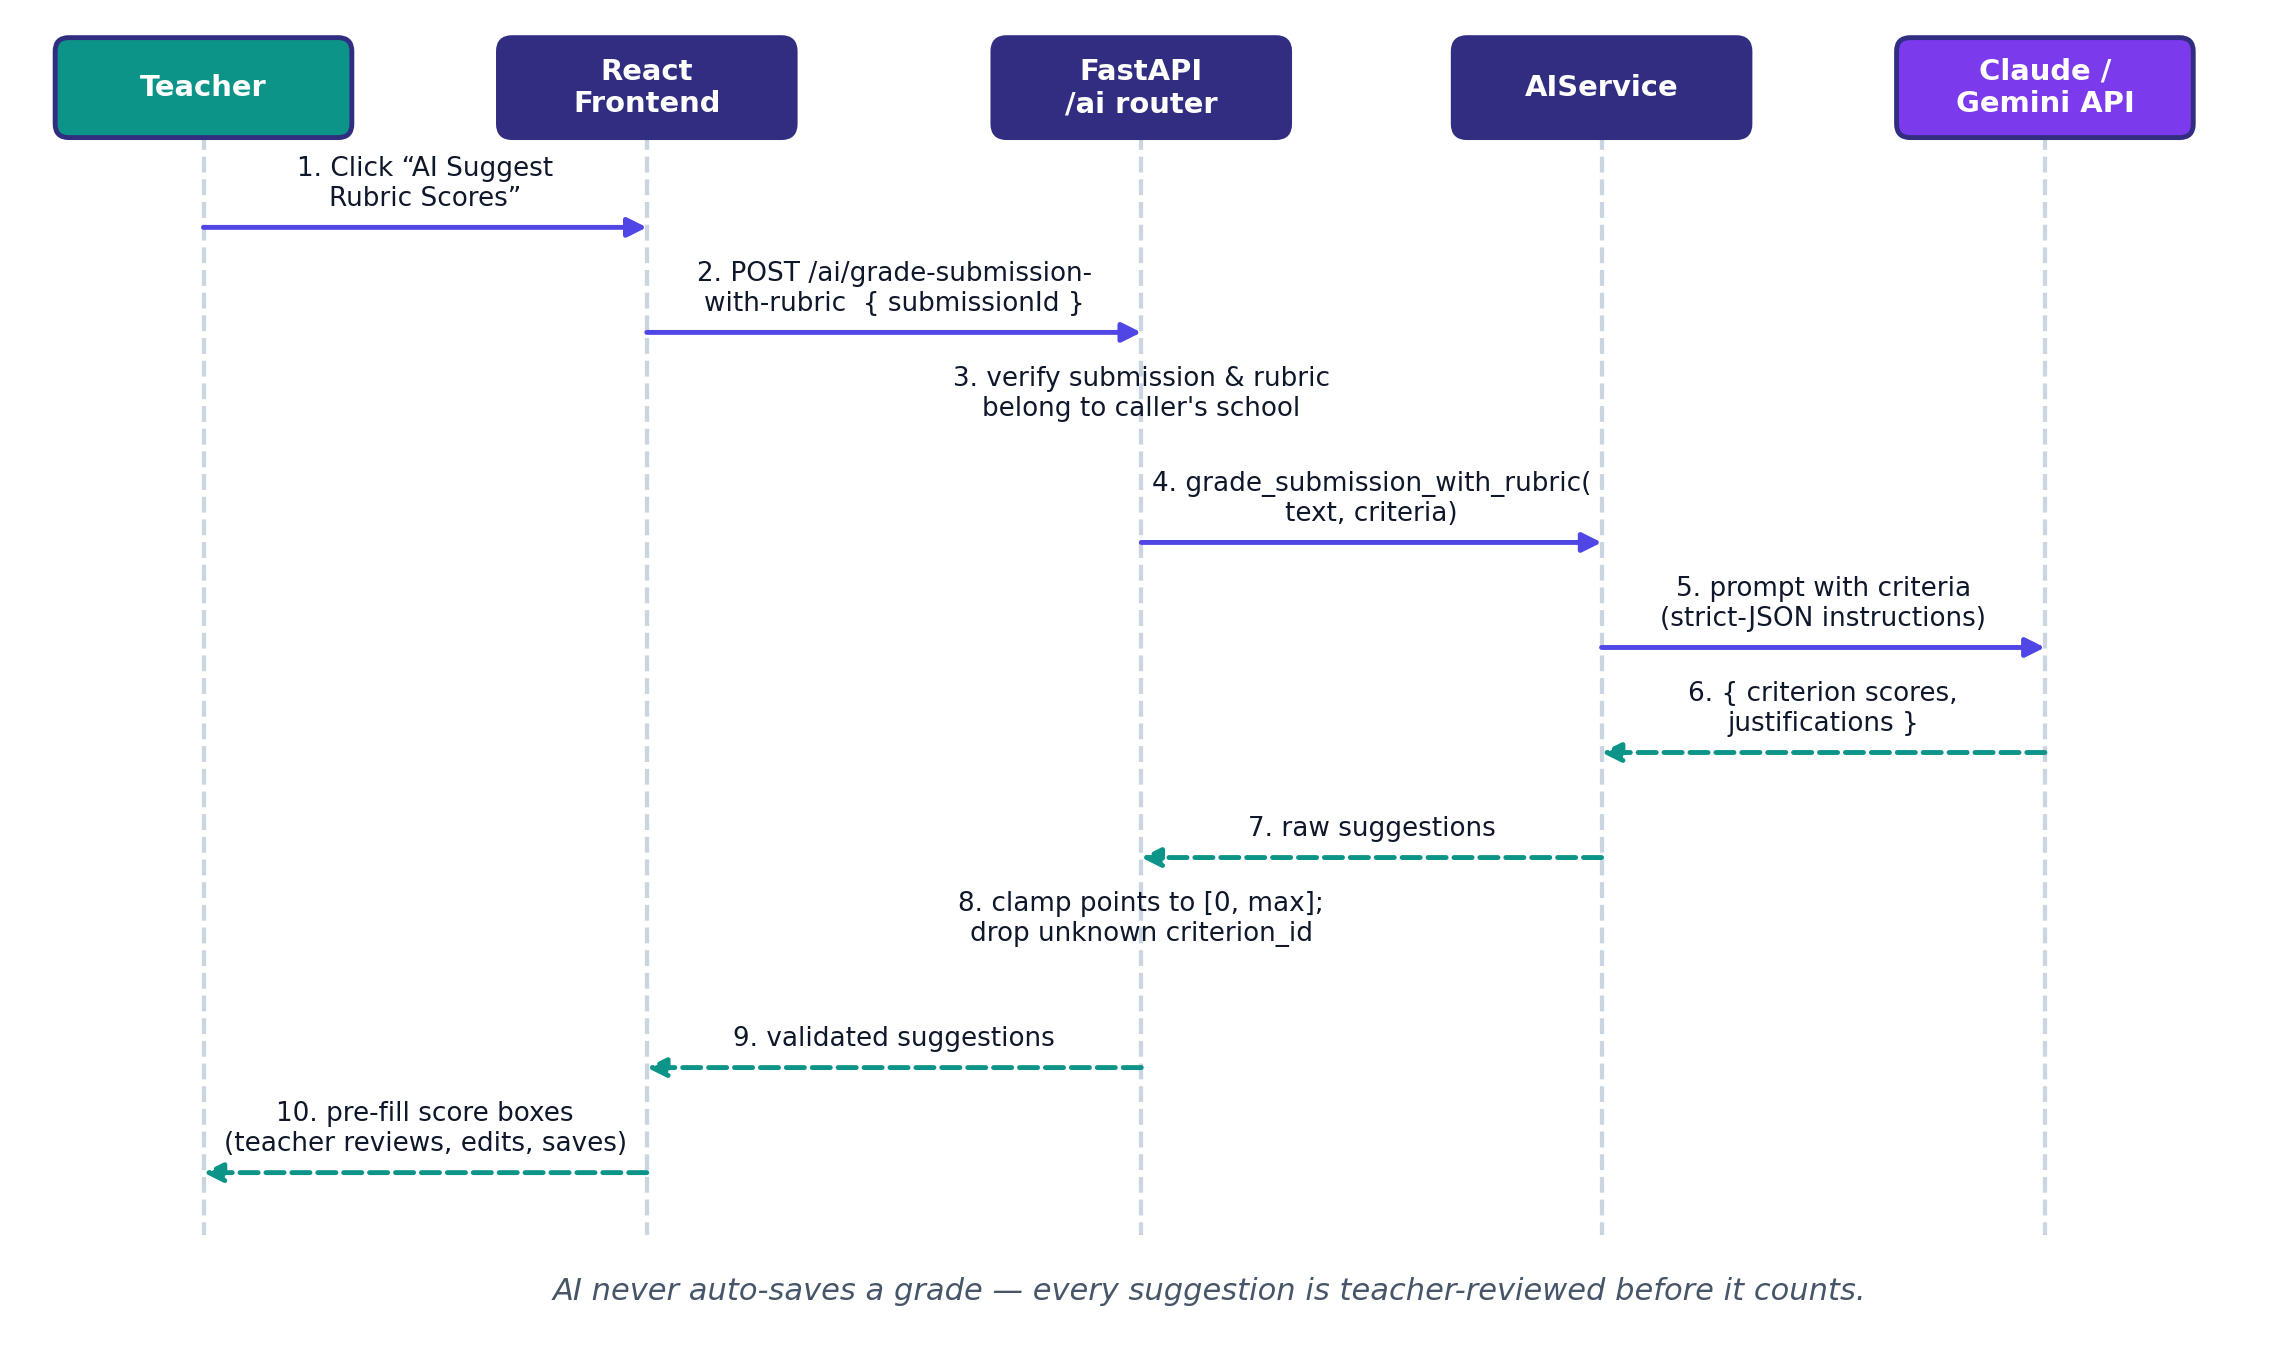 Teacher
React
Frontend
FastAPI
/ai router
AIService
Claude /
Gemini API
1. Click “AI Suggest
Rubric Scores”
2. POST /ai/grade-submission-
with-rubric  { submissionId }
3. verify submission & rubric
belong to caller's school
4. grade_submission_with_rubric(
text, criteria)
5. prompt with criteria
(strict-JSON instructions)
6. { criterion scores,
justifications }
7. raw suggestions
8. clamp points to [0, max];
drop unknown criterion_id
9. validated suggestions
10. pre-fill score boxes
(teacher reviews, edits, saves)
AI never auto-saves a grade — every suggestion is teacher-reviewed before it counts.